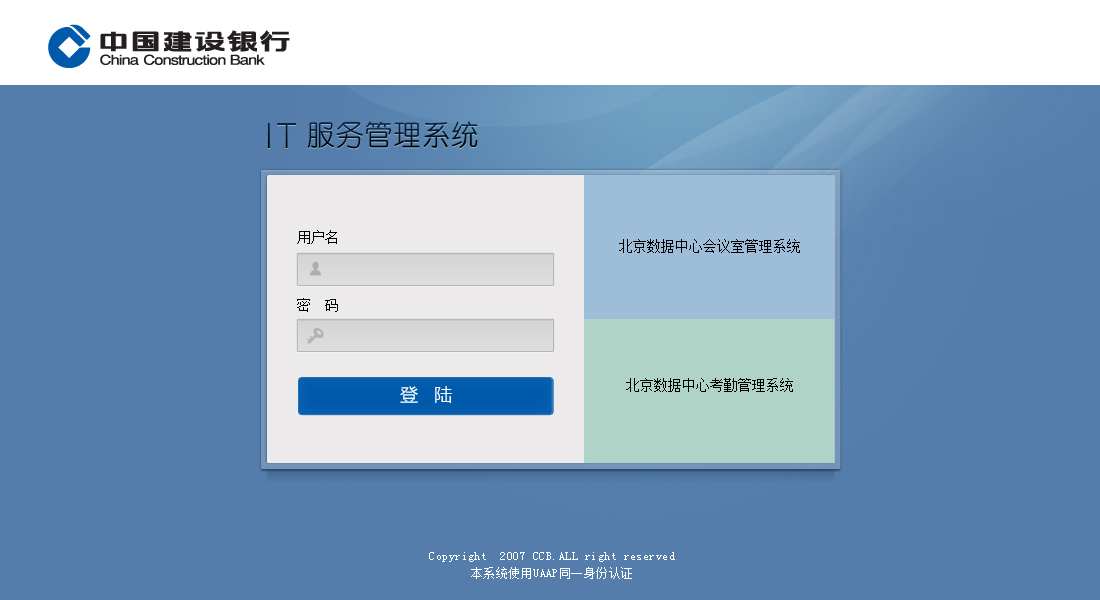 中国建设银行
China Construction Bank
IT 服务管理系统
用户名
密 码
登 陆
北京数据中心会议室管理系统
北京数据中心考勤管理系统
Copyright 2007 CCB.ALL right reserved
本系统使用UAAP同一身份认证